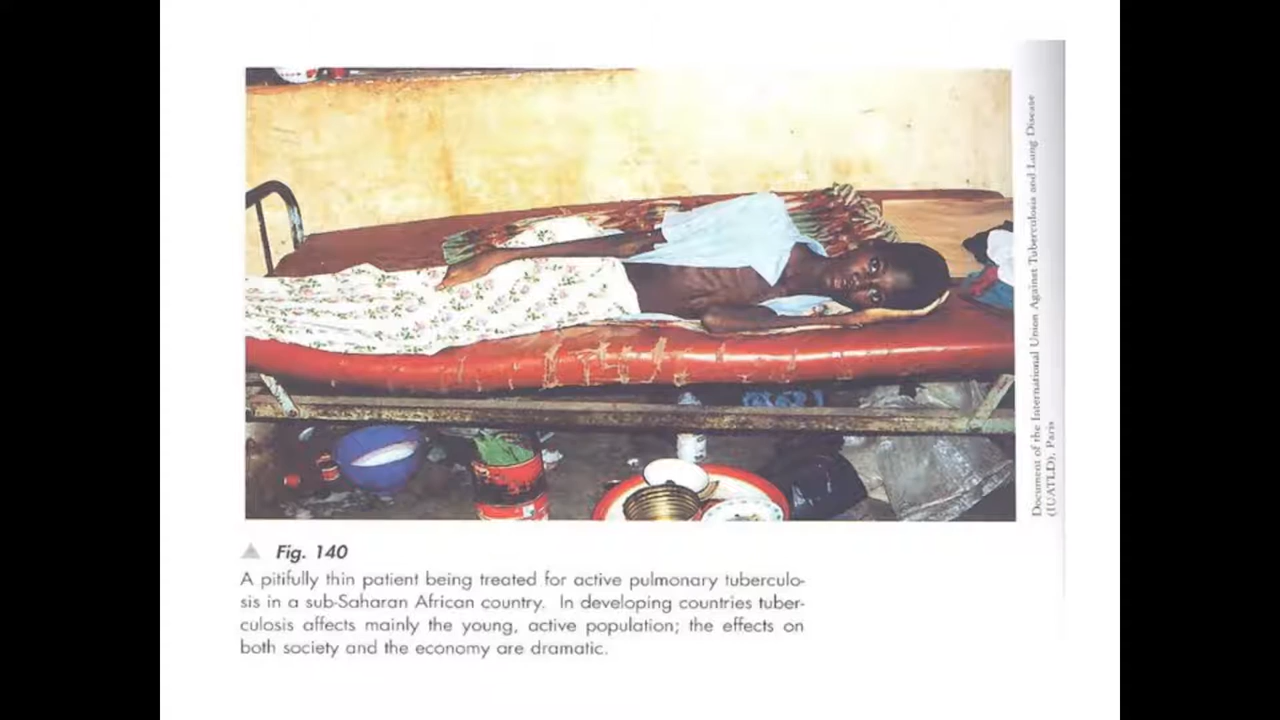 Fig. 140
A pitifully thin patient being treated for active pulmonary tuberculo-
sis in a sub-Saharan African country. In developing countries tuber-
culosis affects mainly the young, active population; the effects on
both society and the economy are dramatic.
Document of the International Union Against Tuberculosis and Lung Disease
(IUATLD), Paris